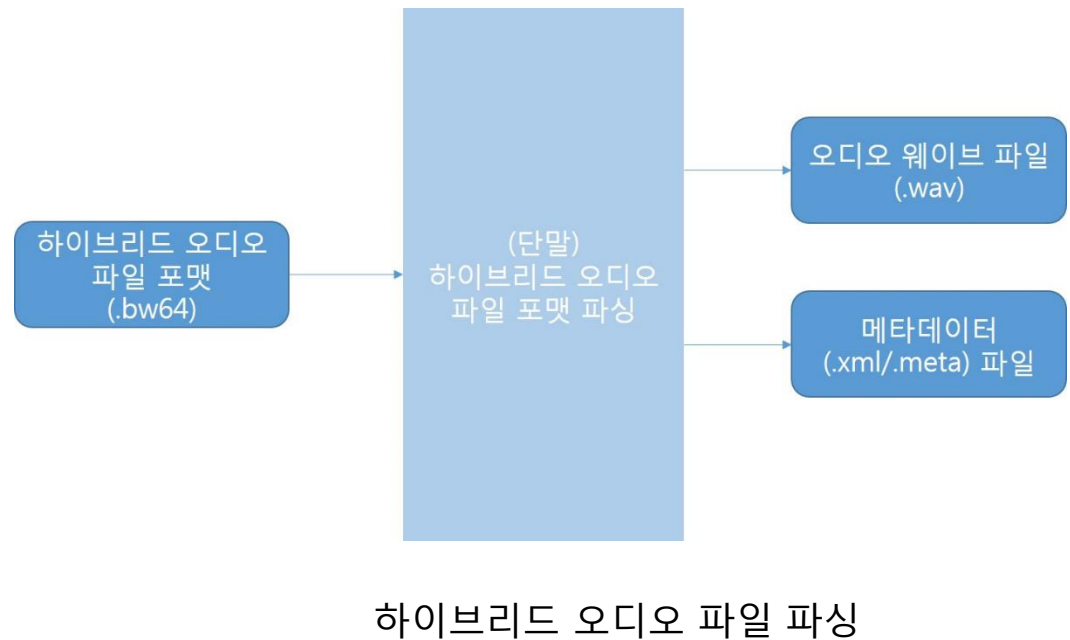 하이브리드 오디오
파일 포맷
(.bw64)
(단말)
하이브리드 오디오
파일 포맷 파싱
오디오 웨이브 파일
(.wav)
메타데이터
(.xml/.meta) 파일
하이브리드 오디오 파일 파싱